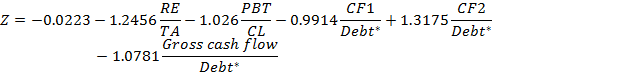 Z = −0.0223 − 1.2456 RE/TA − 1.026 PBT/CL − 0.9914 CF1/Debt* + 1.3175 CF2/Debt*
− 1.0781 Gross cash flow/Debt*